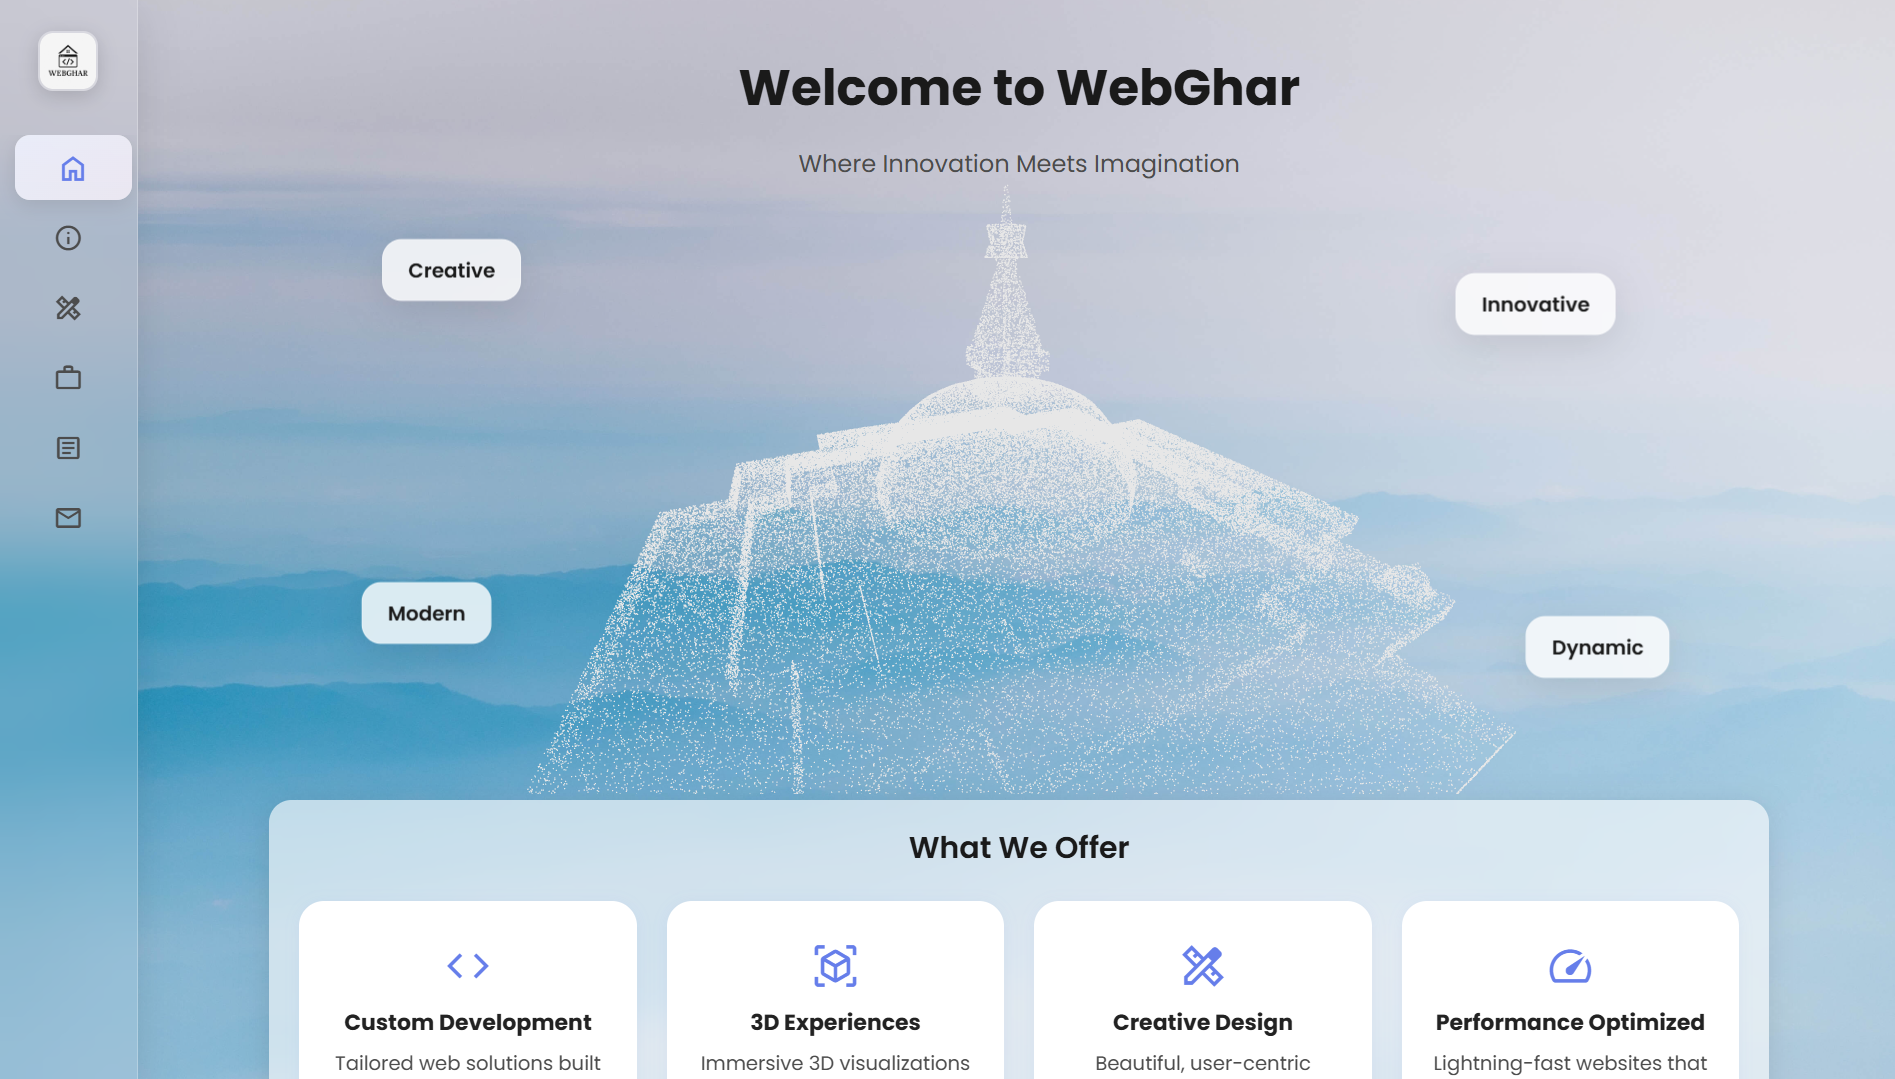 WEBGHAR
Welcome to WebGhar
Where Innovation Meets Imagination
Creative
Innovative
Modern
Dynamic
What We Offer
Custom Development
Tailored web solutions built
3D Experiences
Immersive 3D visualizations
Creative Design
Beautiful, user-centric
Performance Optimized
Lightning-fast websites that